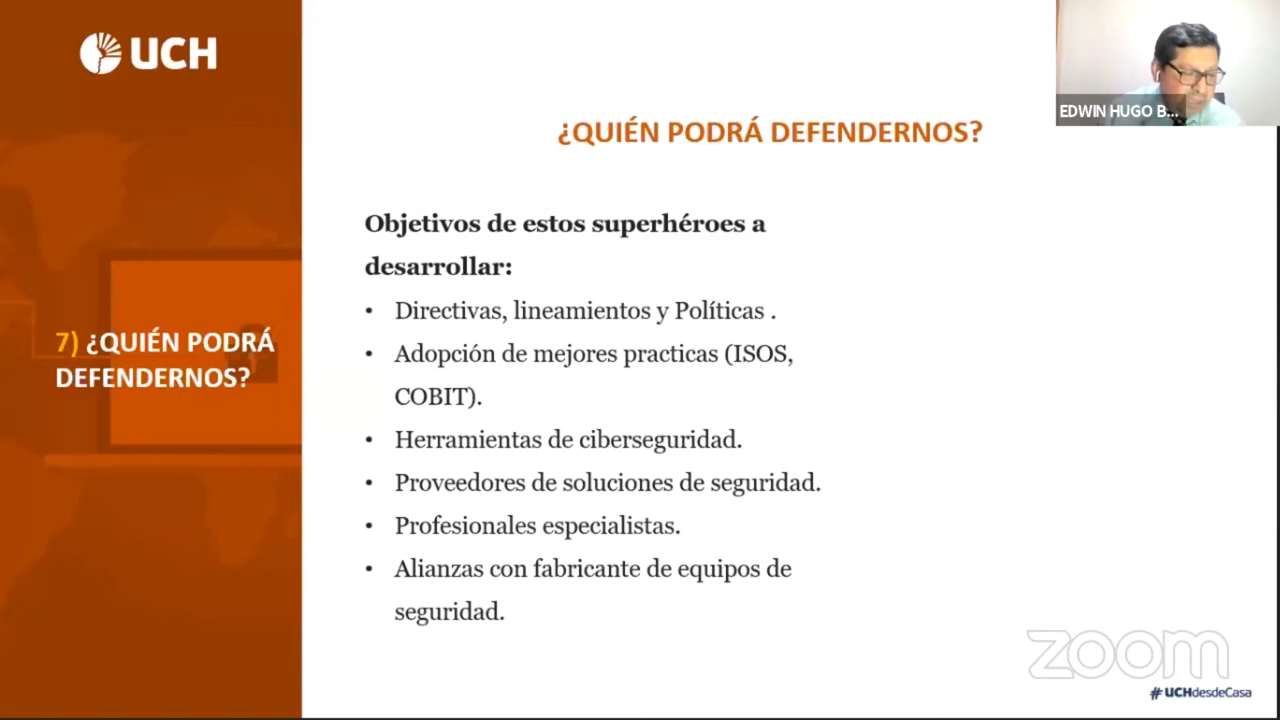 UCH
EDWIN HUGO B...
¿QUIÉN PODRÁ DEFENDERNOS?
7) ¿QUIÉN PODRÁ
DEFENDERNOS?
Objetivos de estos superhéroes a
desarrollar:
• Directivas, lineamientos y Políticas .
• Adopción de mejores practicas (ISOS,
COBIT).
• Herramientas de ciberseguridad.
• Proveedores de soluciones de seguridad.
• Profesionales especialistas.
• Alianzas con fabricante de equipos de
seguridad.
zoom
#UCHdesdeCasa